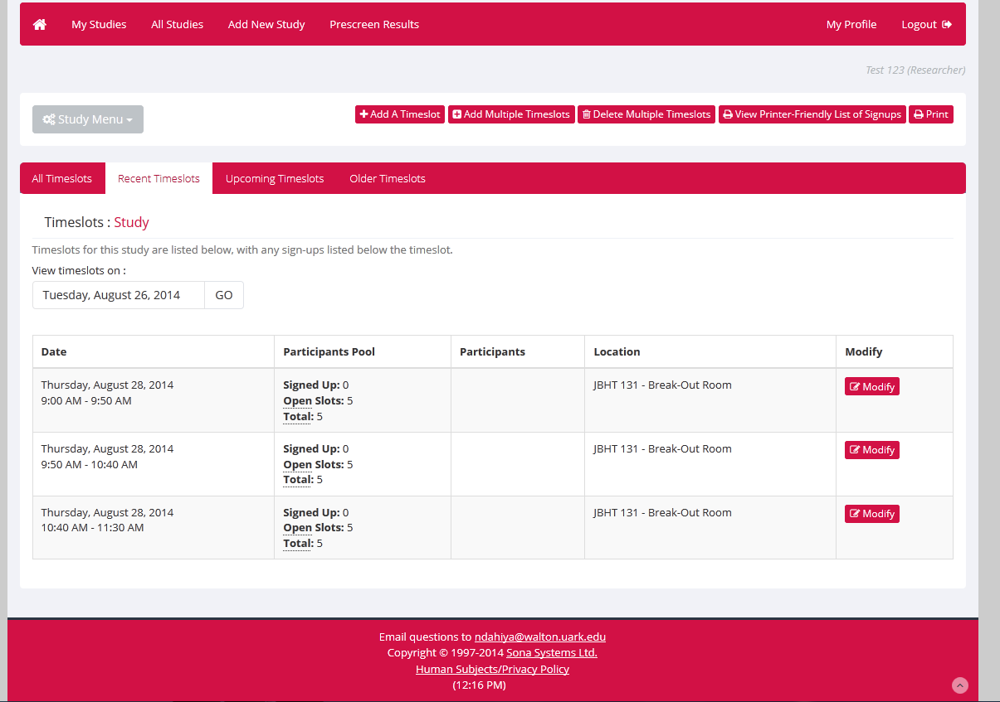 My Studies All Studies Add New Study Prescreen Results My Profile Logout
Test 123 (Researcher)
Study Menu Add A Timeslot Add Multiple Timeslots Delete Multiple Timeslots View Printer-Friendly List of Signups Print
All Timeslots Recent Timeslots Upcoming Timeslots Older Timeslots
Timeslots : Study
Timeslots for this study are listed below, with any sign-ups listed below the timeslot.
View timeslots on :
Tuesday, August 26, 2014 GO
Date Participants Pool Participants Location Modify
Thursday, August 28, 2014 Signed Up: 0 JBHT 131 - Break-Out Room Modify
9:00 AM - 9:50 AM Open Slots: 5
Total: 5
Thursday, August 28, 2014 Signed Up: 0 JBHT 131 - Break-Out Room Modify
9:50 AM - 10:40 AM Open Slots: 5
Total: 5
Thursday, August 28, 2014 Signed Up: 0 JBHT 131 - Break-Out Room Modify
10:40 AM - 11:30 AM Open Slots: 5
Total: 5
Email questions to ndahiya@walton.uark.edu
Copyright © 1997-2014 Sona Systems Ltd.
Human Subjects/Privacy Policy
(12:16 PM)